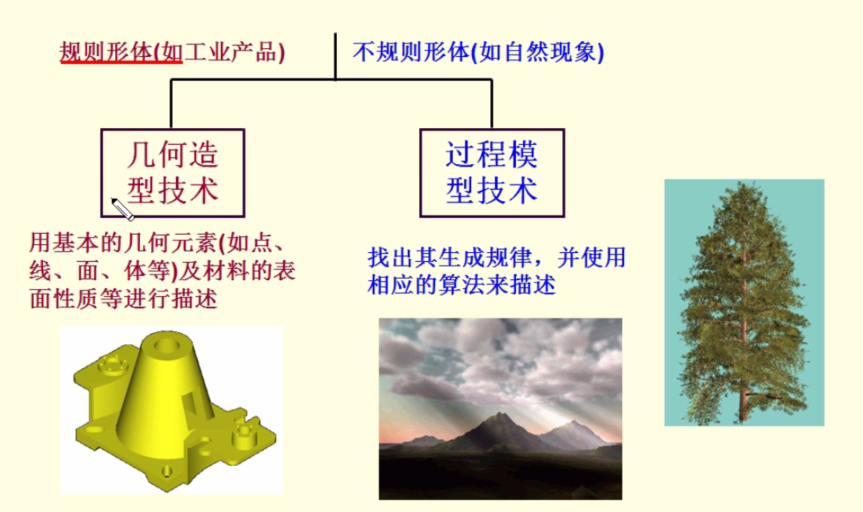 规则形体(如工业产品)
不规则形体(如自然现象)
几何造
型技术
过程模
型技术
用基本的几何元素(如点、
线、面、体等)及材料的表
面性质等进行描述
找出其生成规律，并使用
相应的算法来描述